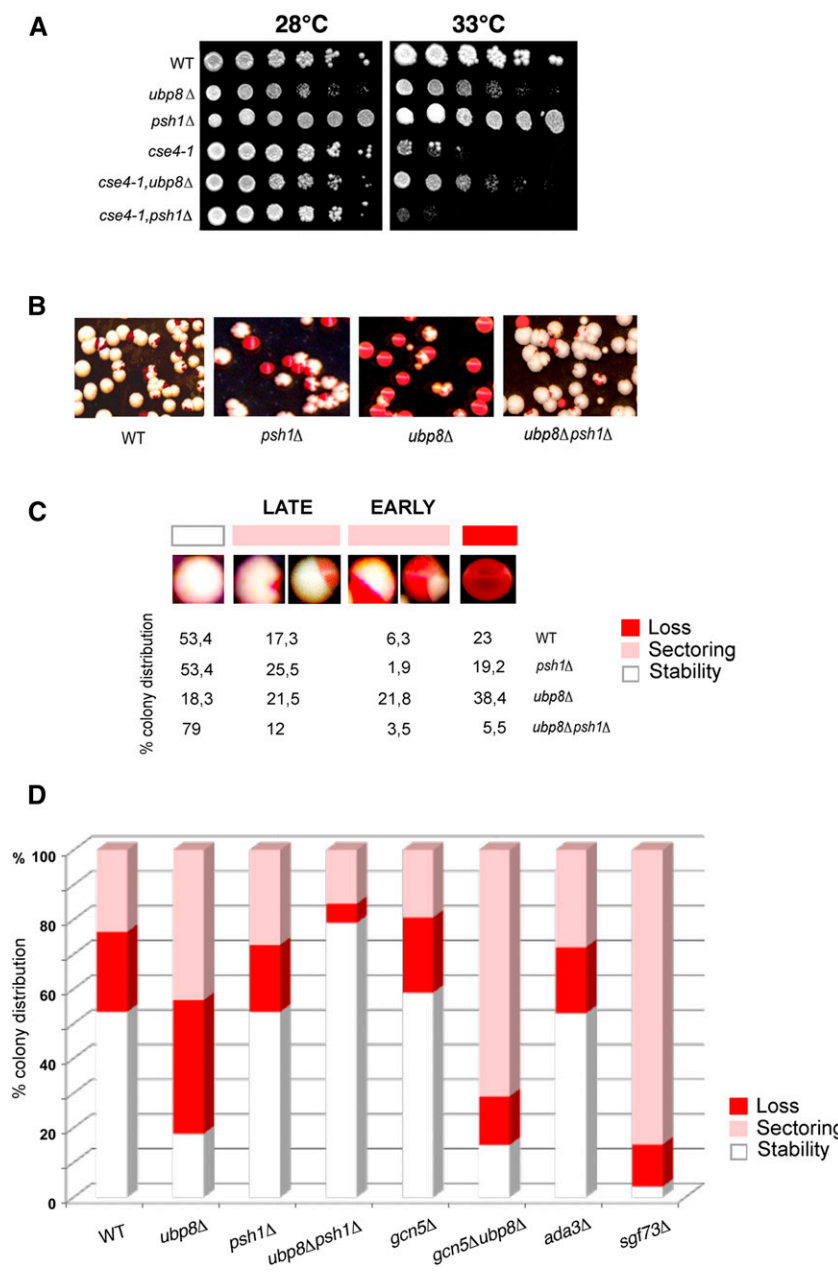 A
28°C 33°C
WT
ubp8Δ
psh1Δ
cse4-1
cse4-1,ubp8Δ
cse4-1,psh1Δ
B
WT psh1Δ ubp8Δ ubp8Δpsh1Δ
C
LATE EARLY
% colony distribution
53,4 17,3 6,3 23 WT
53,4 25,5 1,9 19,2 psh1Δ
18,3 21,5 21,8 38,4 ubp8Δ
79 12 3,5 5,5 ubp8Δpsh1Δ
Loss
Sectoring
Stability
D
% 100
80
60
40
20
0
% colony distribution
WT ubp8Δ psh1Δ ubp8Δpsh1Δ gcn5Δ gcn5Δubp8Δ ada3Δ sgf73Δ
Loss
Sectoring
Stability